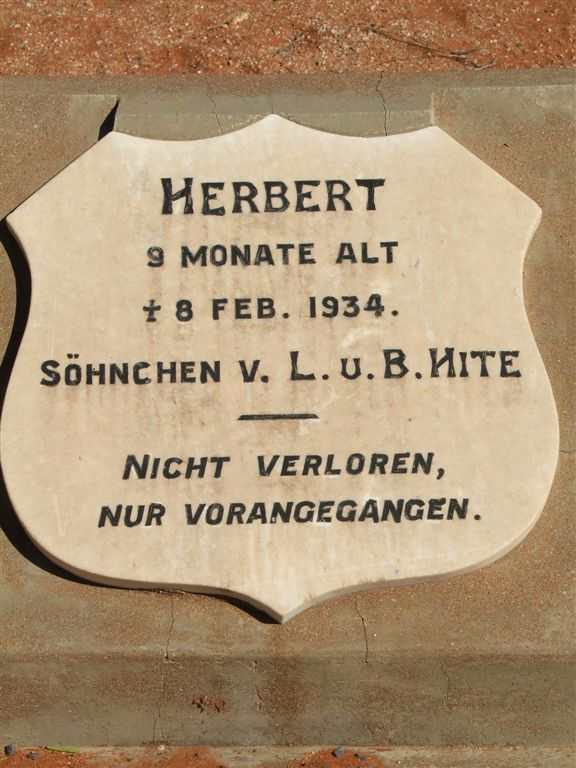 HERBERT
9 MONATE ALT
† 8 FEB. 1934.
SÖHNCHEN V. L. U. B. HITE
NICHT VERLOREN,
NUR VORANGEGANGEN.